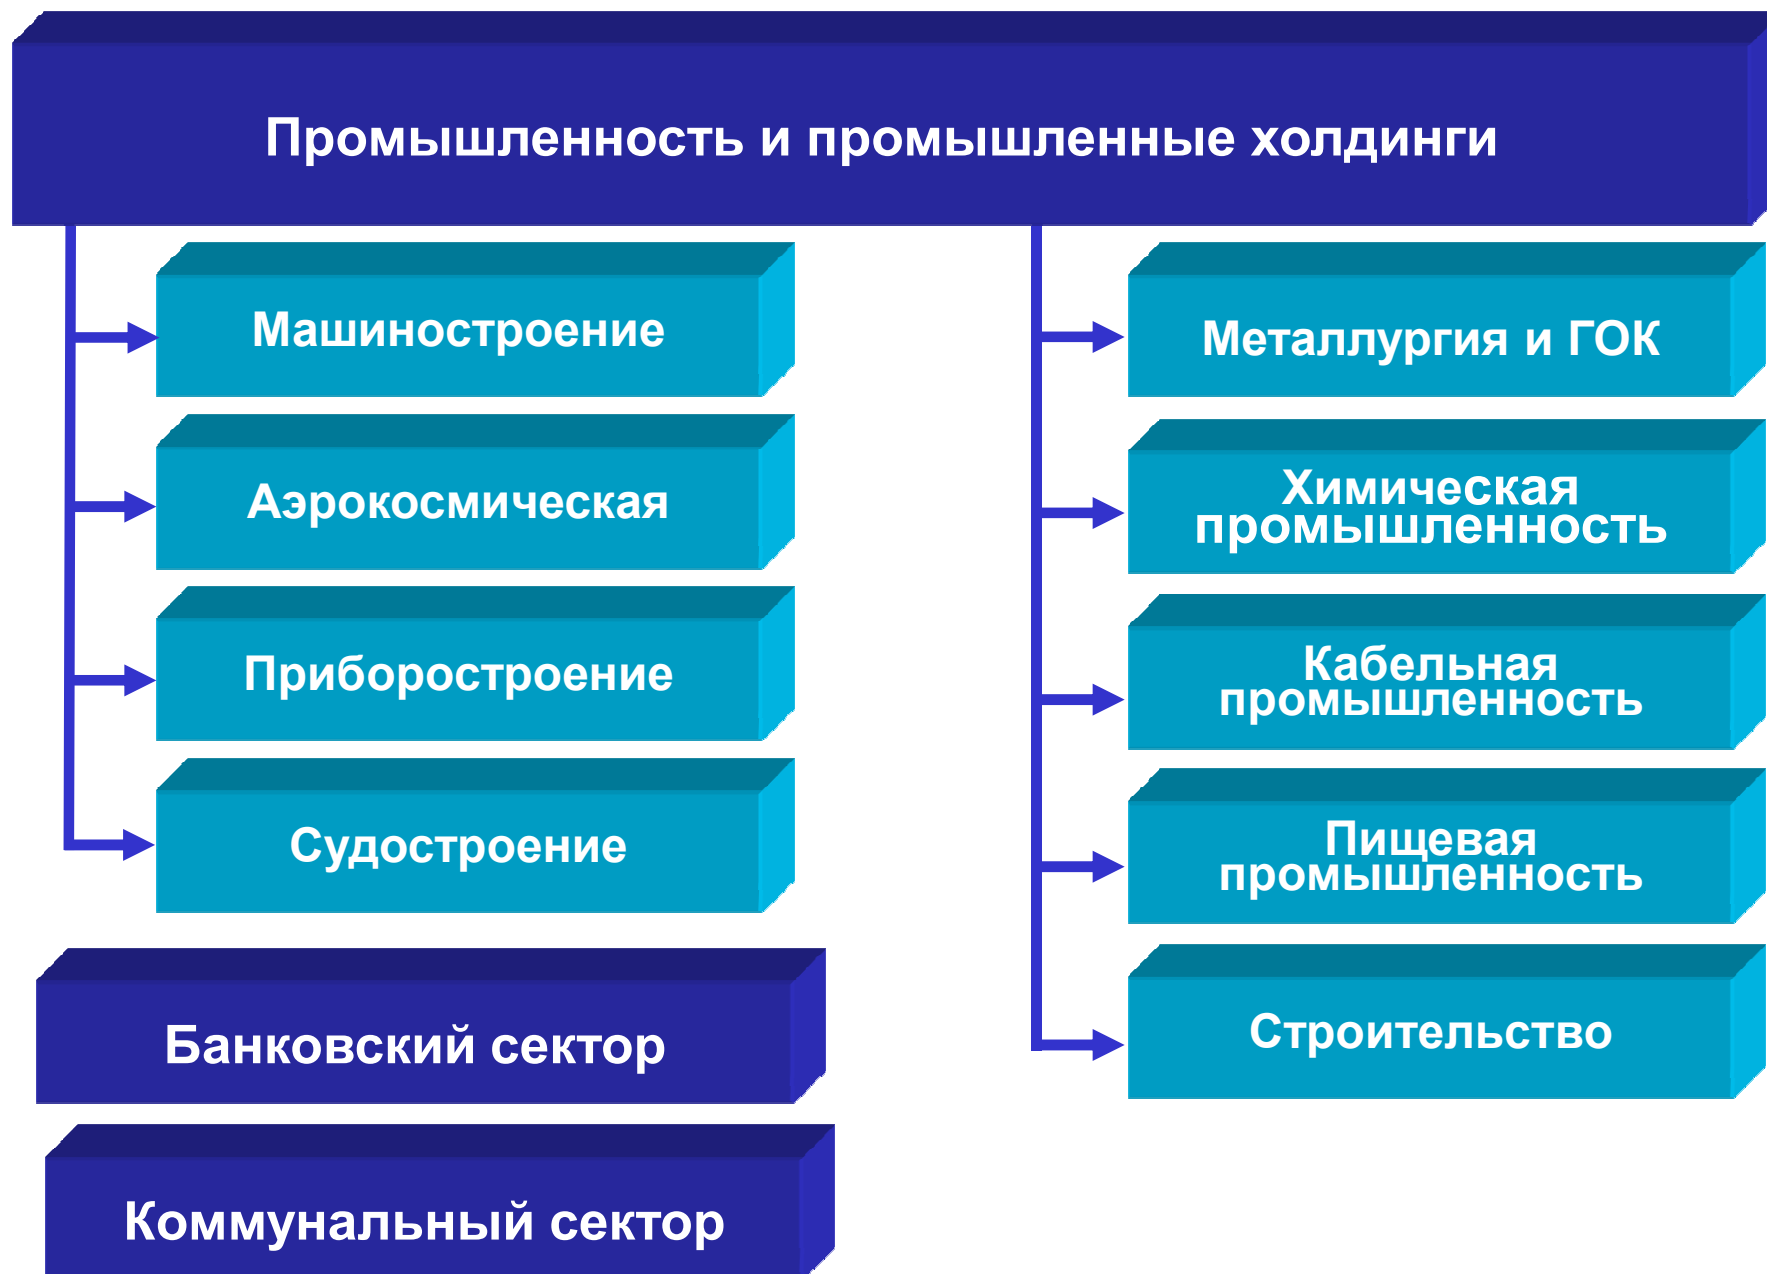 Промышленность и промышленные холдинги
Машиностроение
Аэрокосмическая
Приборостроение
Судостроение
Металлургия и ГОК
Химическая
промышленность
Кабельная
промышленность
Пищевая
промышленность
Строительство
Банковский сектор
Коммунальный сектор